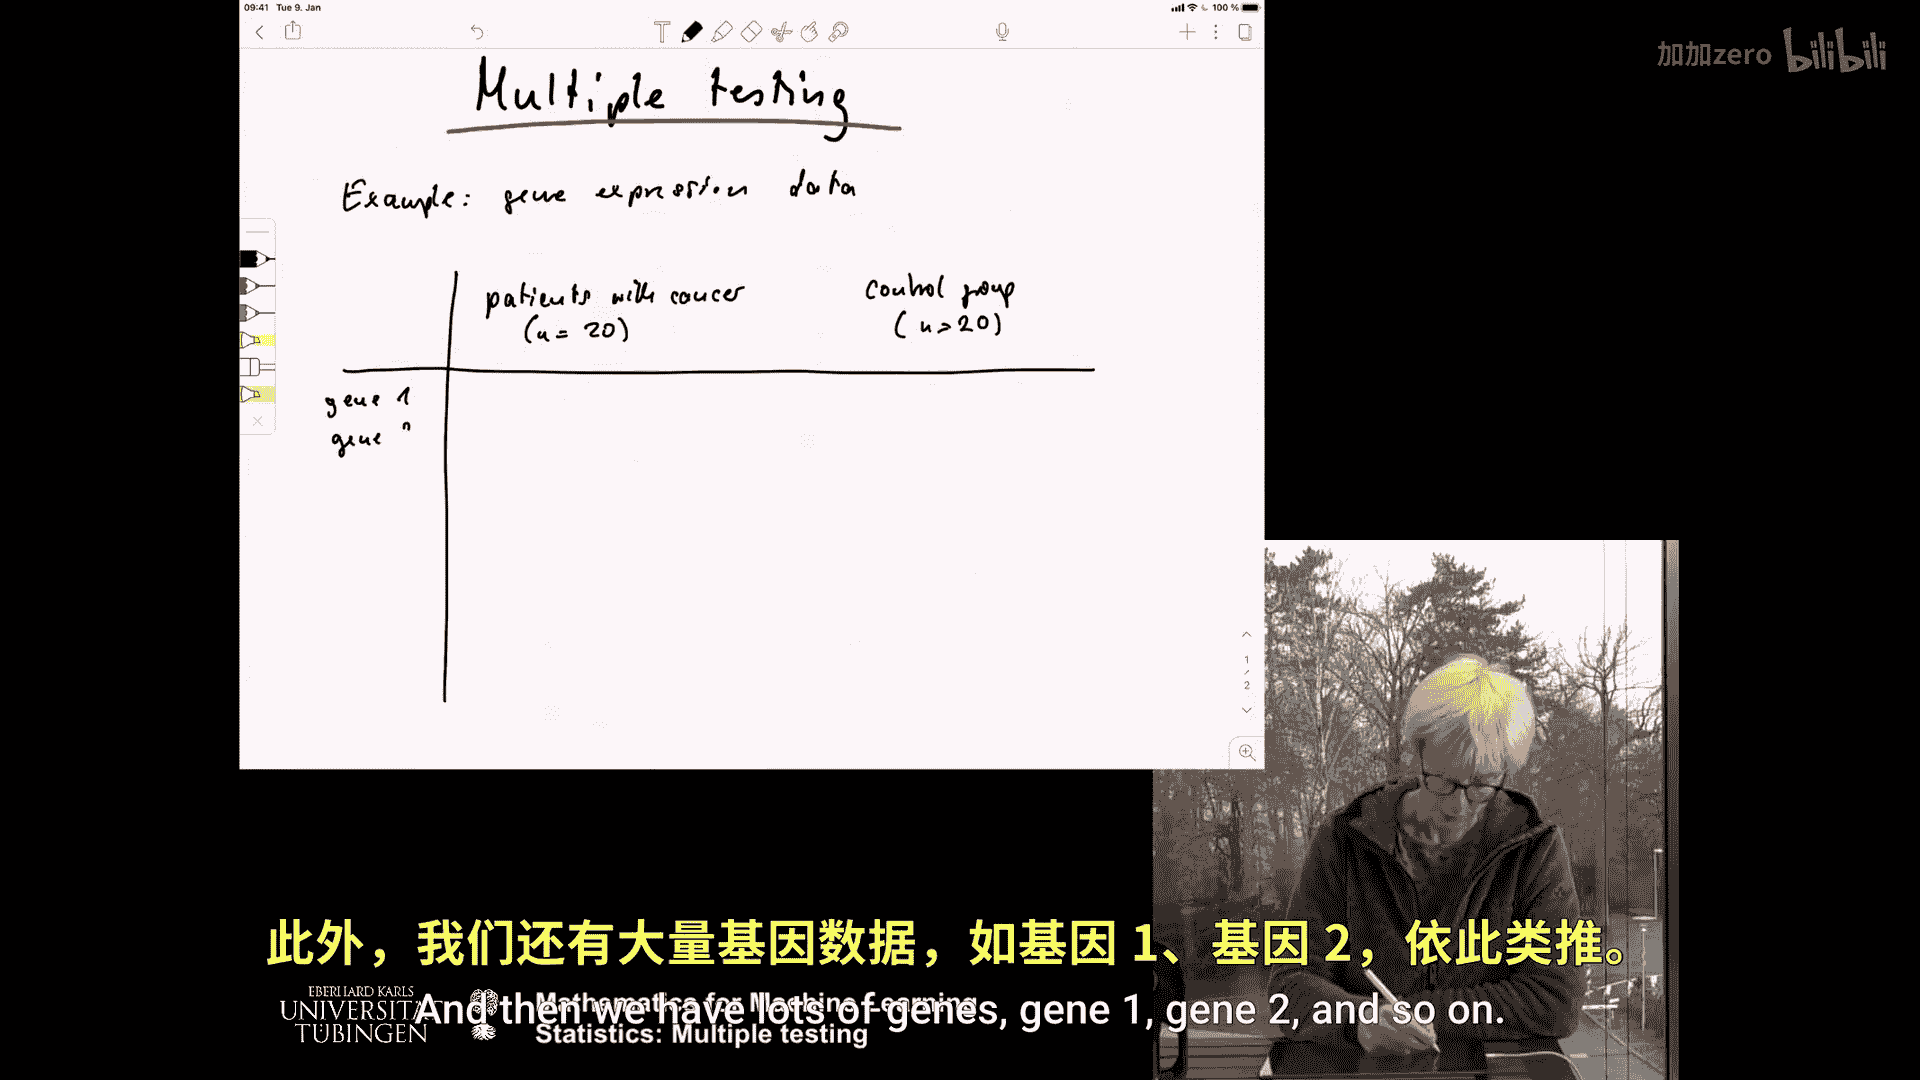 09:41 Tue 9. Jan
100 %
加加zero bilibili
Multiple testing
Example: gene expression data
patients with cancer
(n = 20)
control group
(n = 20)
gene 1
gene
1
/
2
此外，我们还有大量基因数据，如基因 1、基因 2，依此类推。
And then we have lots of genes, gene 1, gene 2, and so on.
EBERHARD KARLS
UNIVERSITÄT
TÜBINGEN
Mathematics for Machine Learning
Statistics: Multiple testing